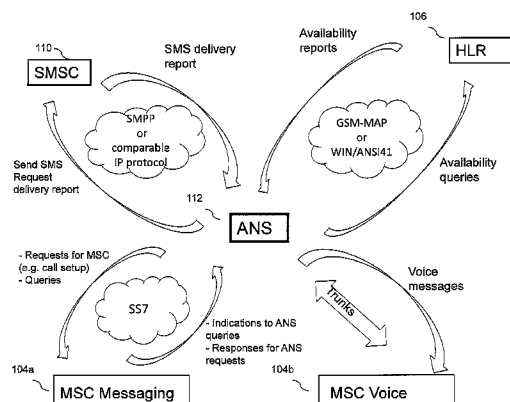 110
SMSC
SMS delivery
report
Availability
reports
106
HLR
SMPP
or
comparable
IP protocol
GSM-MAP
or
WIN/ANSI41
Send SMS
Request
delivery report
Availability
queries
112
ANS
- Requests for MSC
(e.g. call setup)
- Queries
SS7
Voice
messages
Trunks
- Indications to ANS
queries
- Responses for ANS
requests
104a
MSC Messaging
104b
MSC Voice